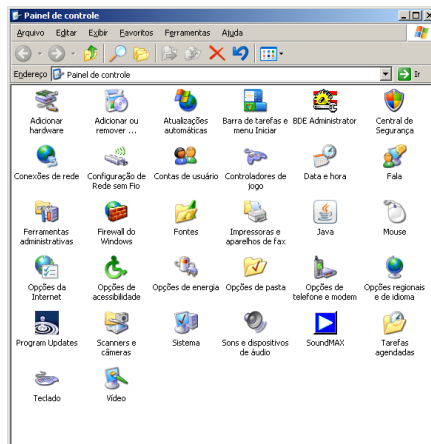 Painel de controle
Arquivo Editar Exibir Favoritos Ferramentas Ajuda
Endereço Painel de controle Ir
Adicionar hardware
Adicionar ou remover ...
Atualizações automáticas
Barra de tarefas e menu Iniciar
BDE Administrator
Central de Segurança
Conexões de rede
Configuração de Rede sem Fio
Contas de usuário
Controladores de jogo
Data e hora
Fala
Ferramentas administrativas
Firewall do Windows
Fontes
Impressoras e aparelhos de fax
Java
Mouse
Opções da Internet
Opções de acessibilidade
Opções de energia
Opções de pasta
Opções de telefone e modem
Opções regionais e de idioma
Program Updates
Scanners e câmeras
Sistema
Sons e dispositivos de áudio
SoundMAX
Tarefas agendadas
Teclado
Vídeo